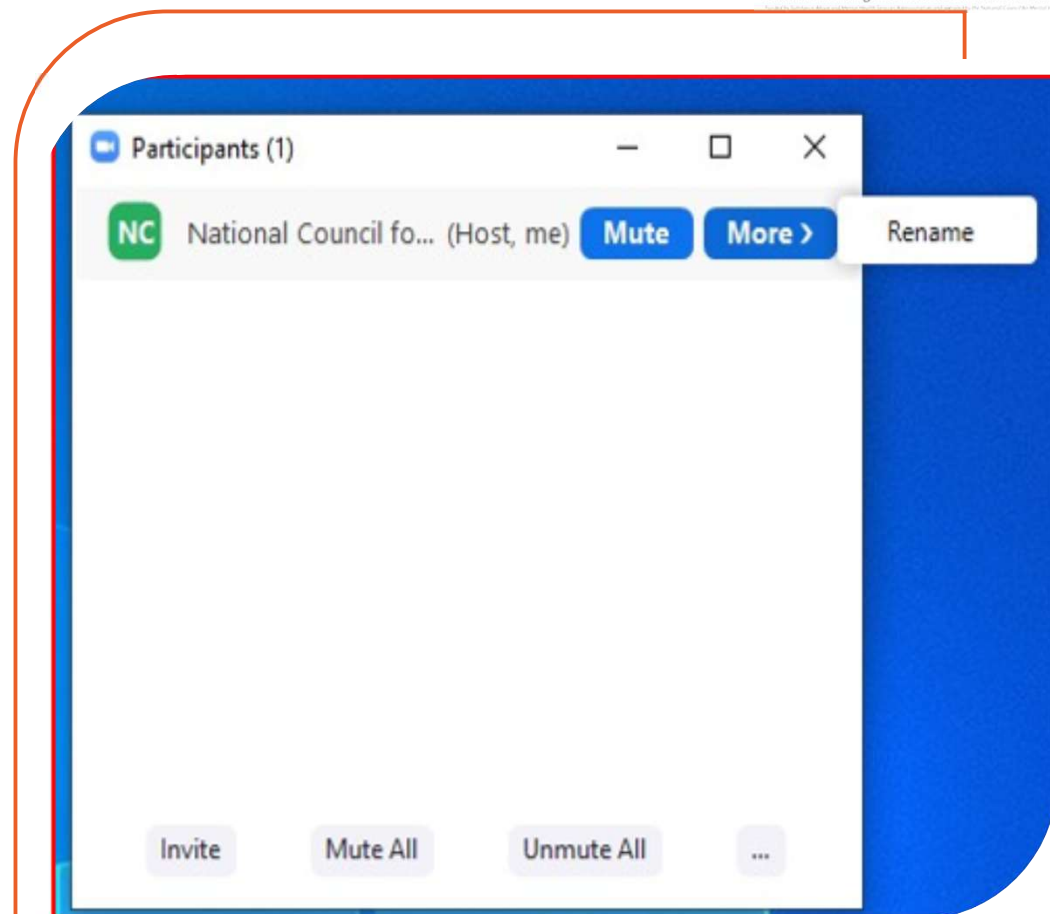 Participants (1)
NC National Council fo... (Host, me) Mute More > Rename
Invite Mute All Unmute All ...